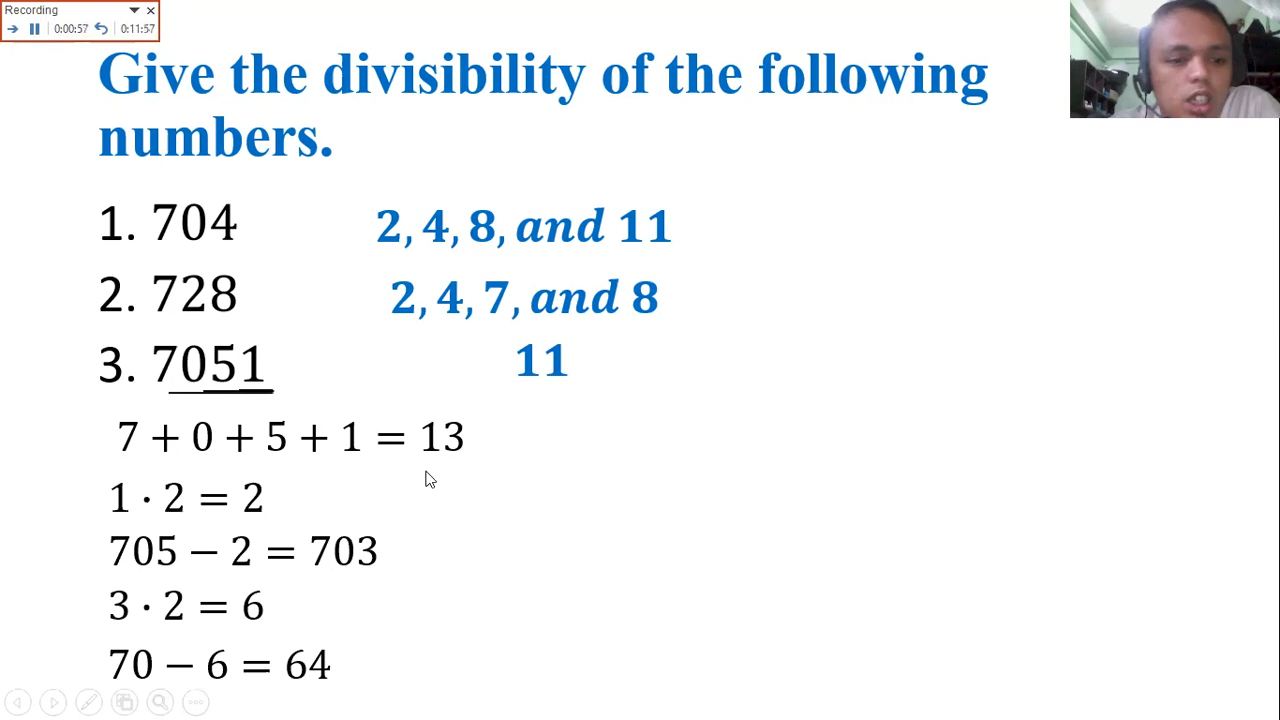 Recording
0:00:57 0:11:57
Give the divisibility of the following
numbers.
1. 704 2, 4, 8, and 11
2. 728 2, 4, 7, and 8
3. 7051 11
7 + 0 + 5 + 1 = 13
1 · 2 = 2
705 − 2 = 703
3 · 2 = 6
70 − 6 = 64